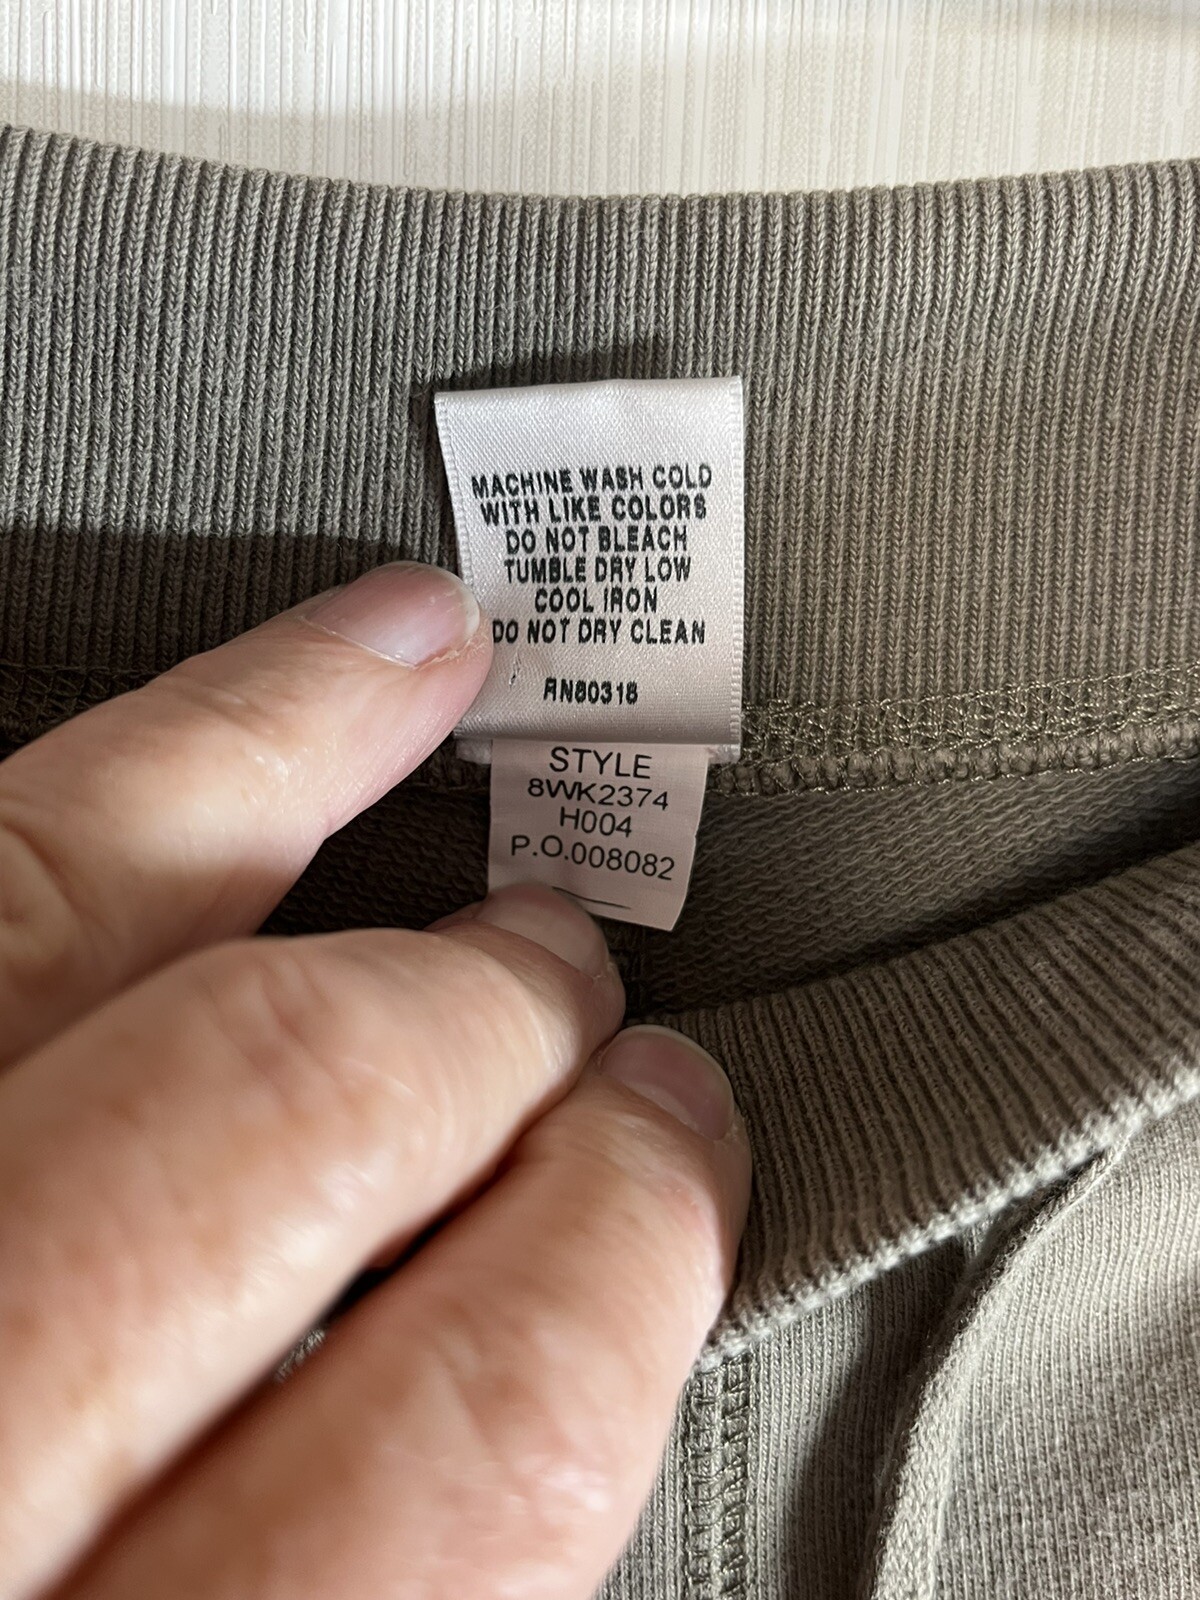 MACHINE WASH COLD
WITH LIKE COLORS
DO NOT BLEACH
TUMBLE DRY LOW
COOL IRON
DO NOT DRY CLEAN
RN80318
STYLE
8WK2374
H004
P.O.008082